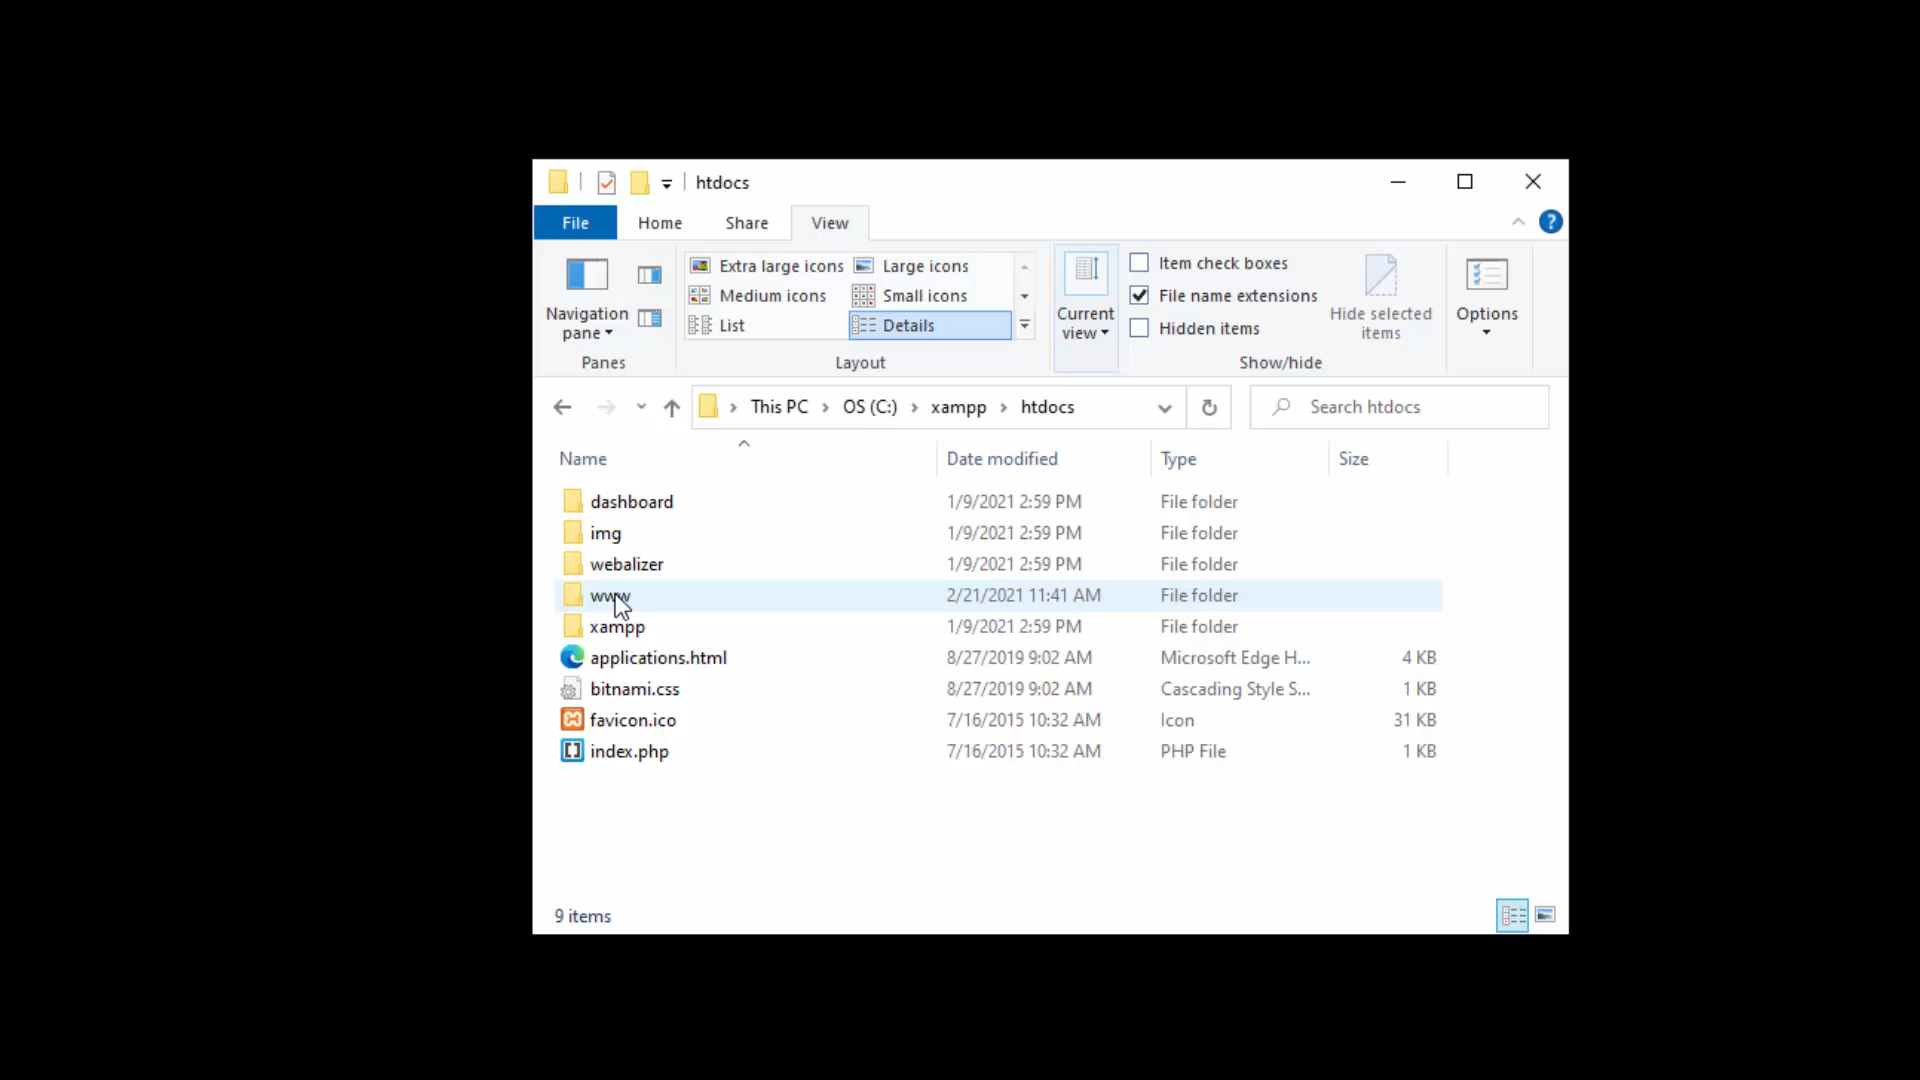 htdocs
File Home Share View
Extra large icons Large icons
Medium icons Small icons
List Details
Navigation pane
Current view
Item check boxes
File name extensions
Hidden items
Hide selected items
Options
Panes Layout Show/hide
This PC OS (C:) xampp htdocs Search htdocs
Name Date modified Type Size
dashboard 1/9/2021 2:59 PM File folder
img 1/9/2021 2:59 PM File folder
webalizer 1/9/2021 2:59 PM File folder
www 2/21/2021 11:41 AM File folder
xampp 1/9/2021 2:59 PM File folder
applications.html 8/27/2019 9:02 AM Microsoft Edge H... 4 KB
bitnami.css 8/27/2019 9:02 AM Cascading Style S... 1 KB
favicon.ico 7/16/2015 10:32 AM Icon 31 KB
index.php 7/16/2015 10:32 AM PHP File 1 KB
9 items